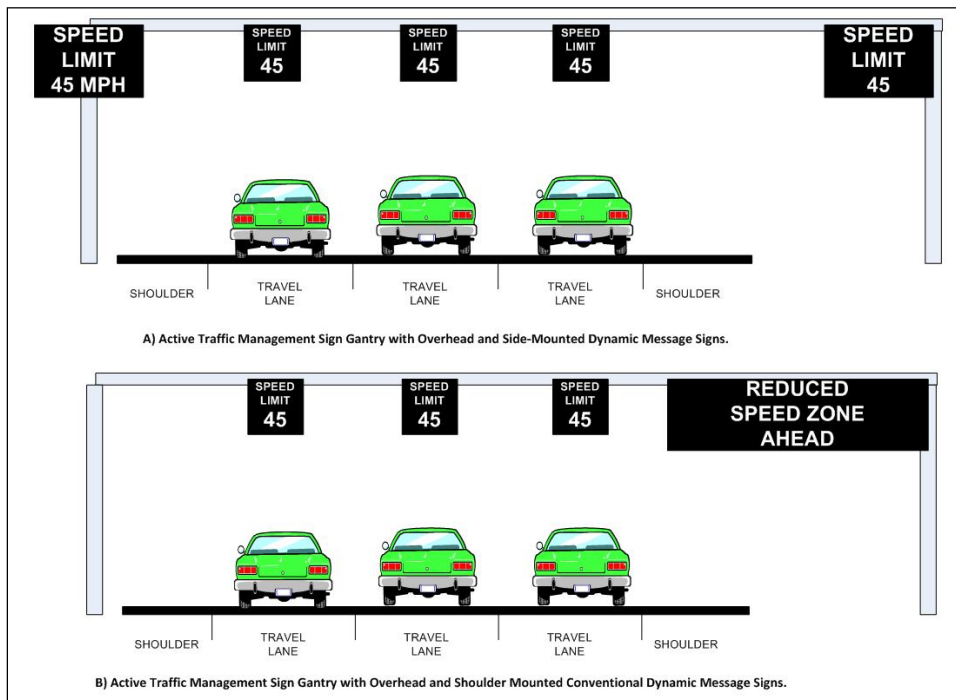 SPEED
LIMIT
45 MPH
SPEED
LIMIT
45
SPEED
LIMIT
45
SPEED
LIMIT
45
SPEED
LIMIT
45
SHOULDER
TRAVEL
LANE
TRAVEL
LANE
TRAVEL
LANE
SHOULDER
A) Active Traffic Management Sign Gantry with Overhead and Side-Mounted Dynamic Message Signs.
SPEED
LIMIT
45
SPEED
LIMIT
45
SPEED
LIMIT
45
REDUCED
SPEED ZONE
AHEAD
SHOULDER
TRAVEL
LANE
TRAVEL
LANE
TRAVEL
LANE
SHOULDER
B) Active Traffic Management Sign Gantry with Overhead and Shoulder Mounted Conventional Dynamic Message Signs.